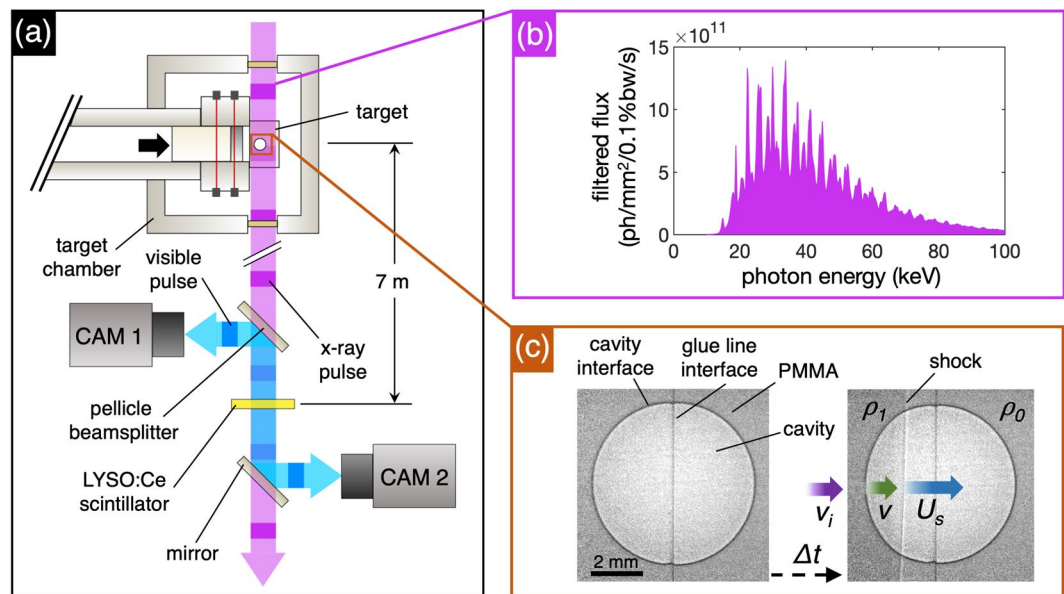 (a)
target
target
chamber
visible
pulse
7 m
CAM 1
x-ray
pulse
pellicle
beamsplitter
LYSO:Ce
scintillator
CAM 2
mirror
(b)
×10¹¹
15
10
5
0
filtered flux
(ph/mm²/0.1%bw/s)
0 20 40 60 80 100
photon energy (keV)
(c)
cavity
interface
glue line
interface
PMMA
shock
cavity
ρ₁
ρ₀
vᵢ
v
Uₛ
2 mm
Δt